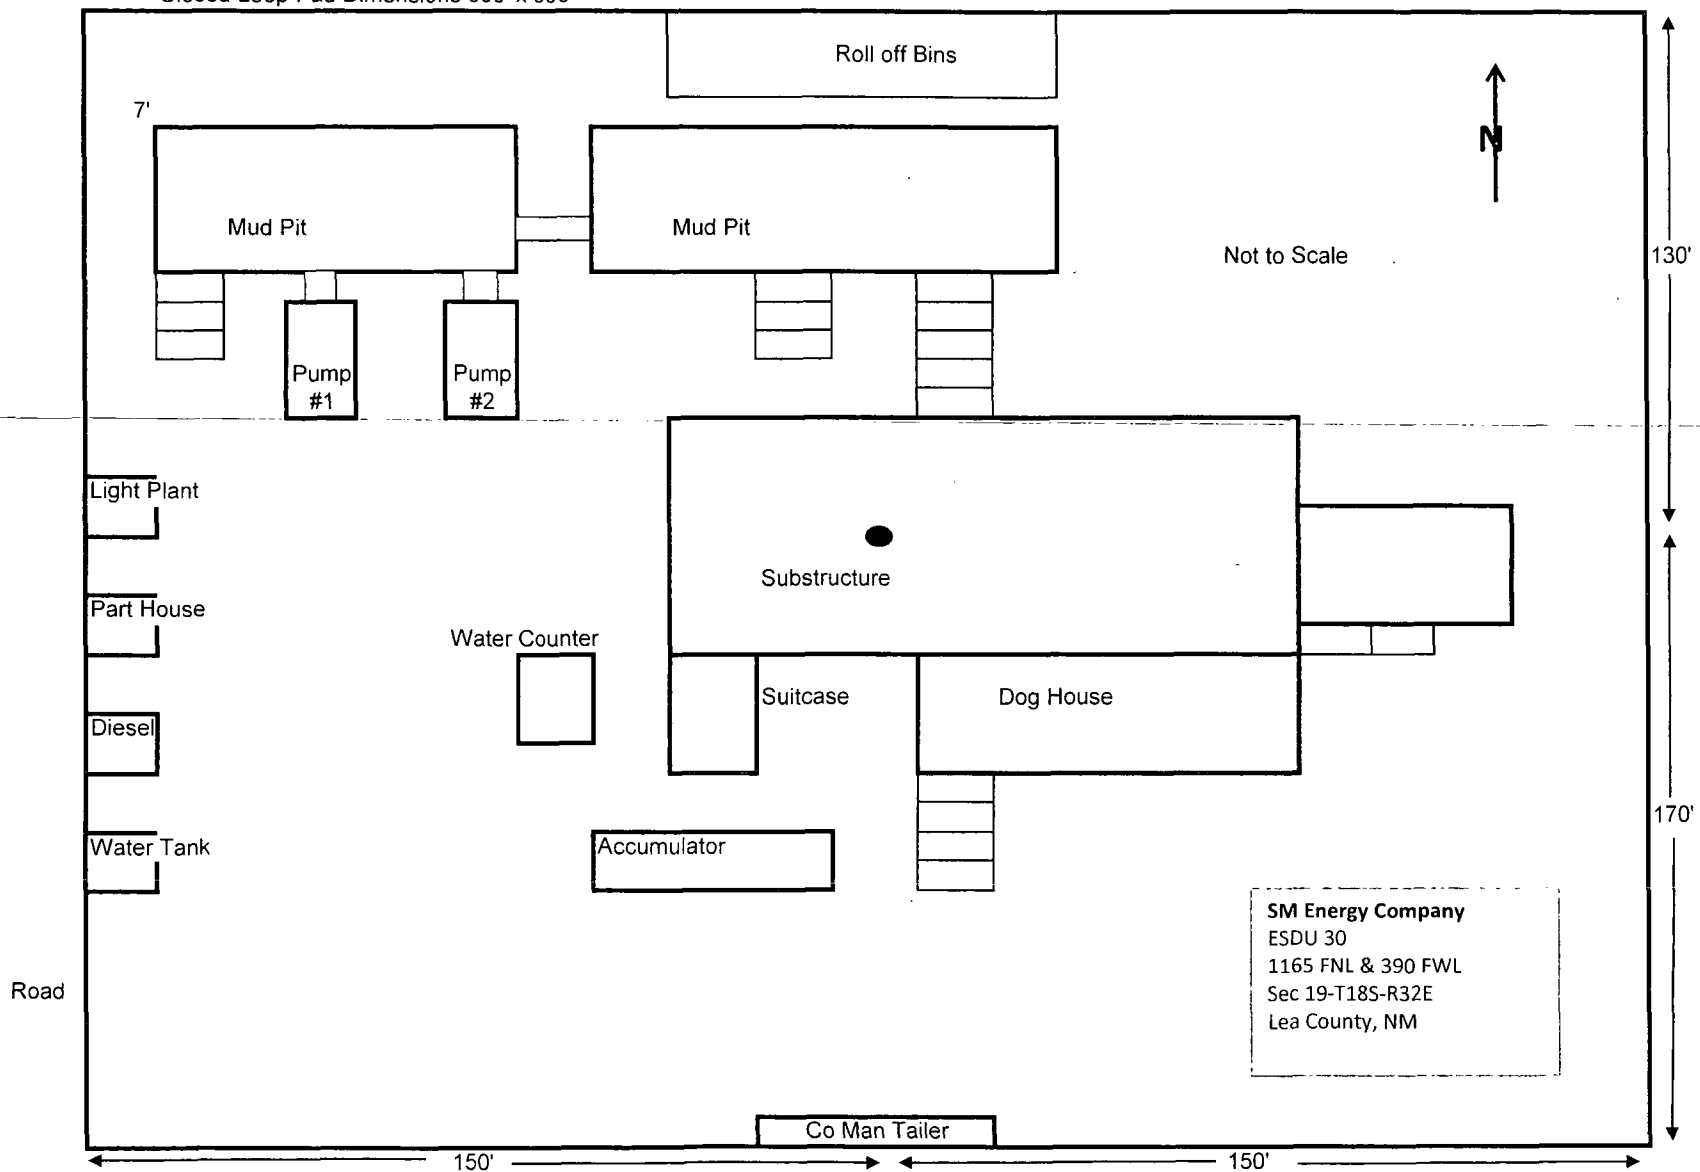 Roll off Bins
7'
N
Mud Pit
Mud Pit
Not to Scale
130'
Pump
#1
Pump
#2
Light Plant
Substructure
Part House
Water Counter
Suitcase
Dog House
Diesel
170'
Water Tank
Accumulator
SM Energy Company
ESDU 30
1165 FNL & 390 FWL
Sec 19-T18S-R32E
Lea County, NM
Road
Co Man Tailer
150'
150'